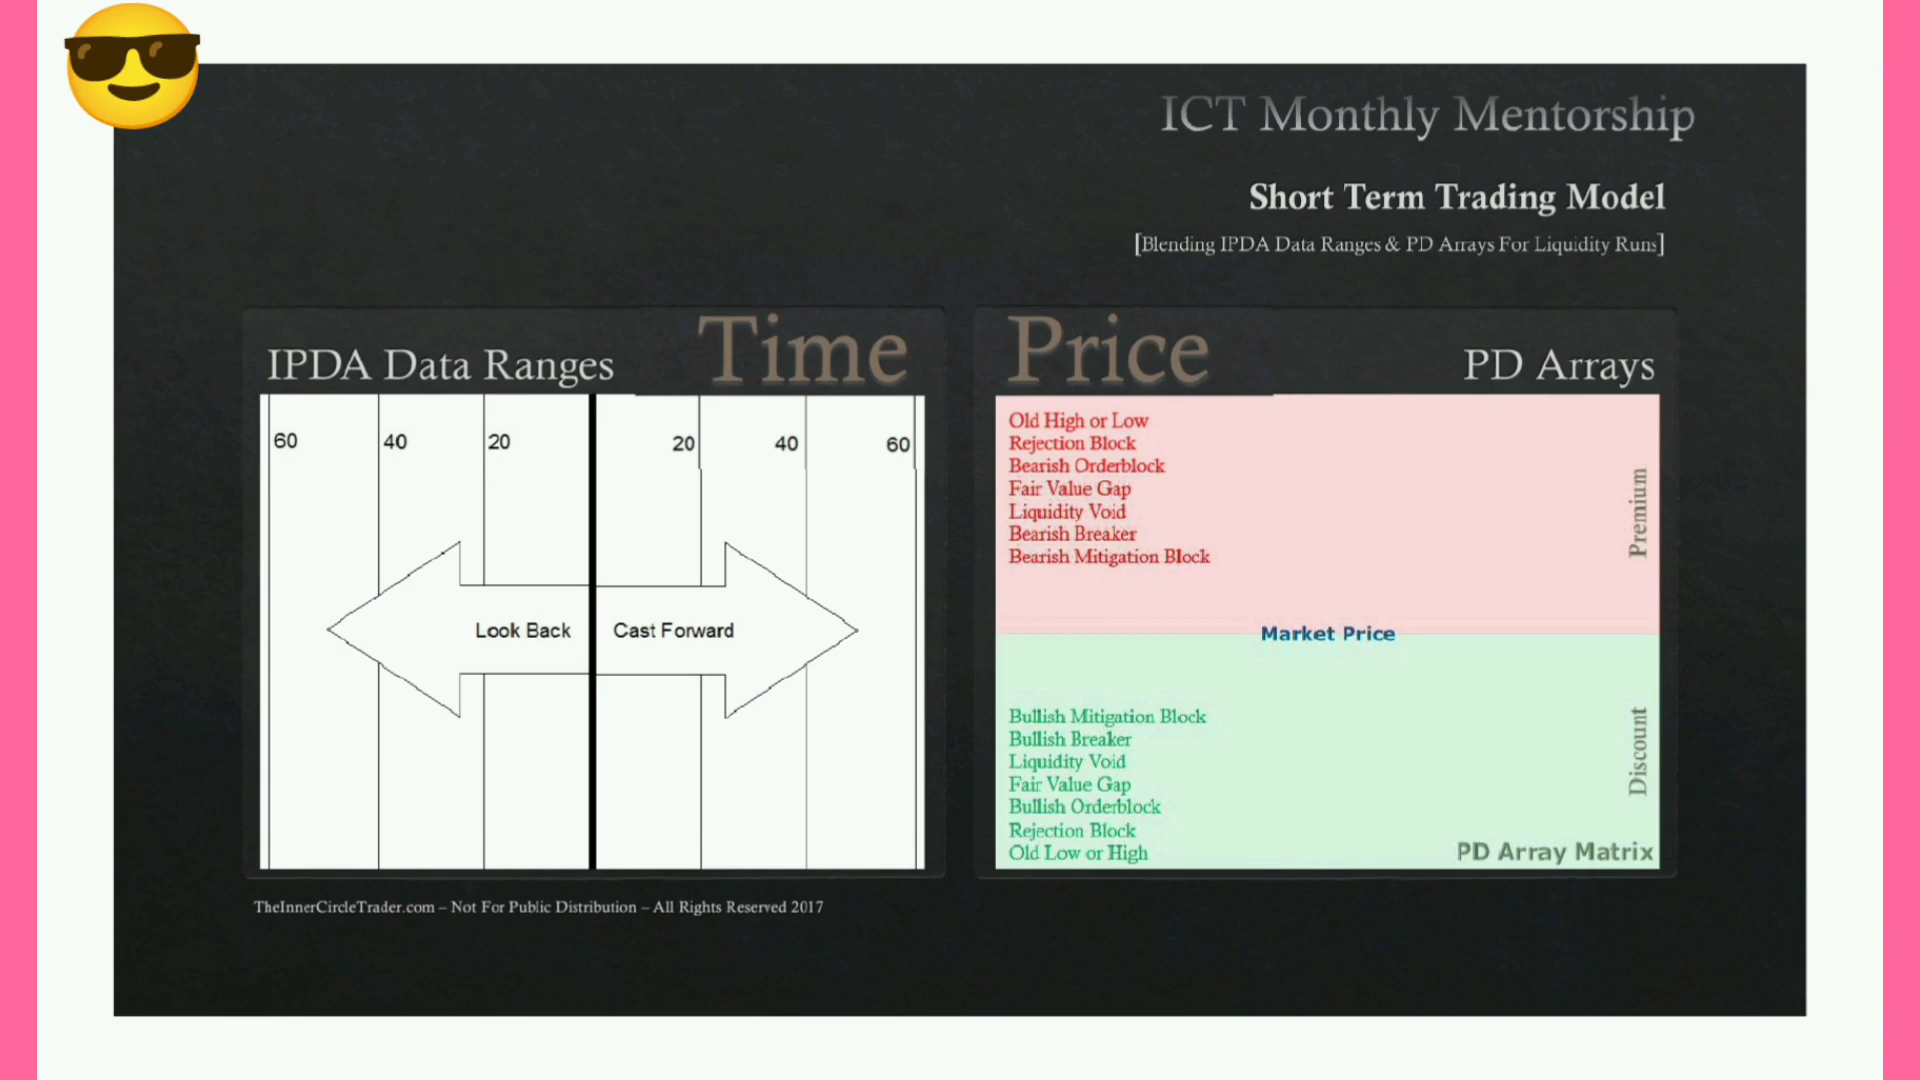 ICT Monthly Mentorship
Short Term Trading Model
[Blending IPDA Data Ranges & PD Arrays For Liquidity Runs]
IPDA Data Ranges
Time
60
40
20
20
40
60
Look Back
Cast Forward
Price
PD Arrays
Old High or Low
Rejection Block
Bearish Orderblock
Fair Value Gap
Liquidity Void
Bearish Breaker
Bearish Mitigation Block
Premium
Market Price
Bullish Mitigation Block
Bullish Breaker
Liquidity Void
Fair Value Gap
Bullish Orderblock
Rejection Block
Old Low or High
Discount
PD Array Matrix
TheInnerCircleTrader.com – Not For Public Distribution – All Rights Reserved 2017